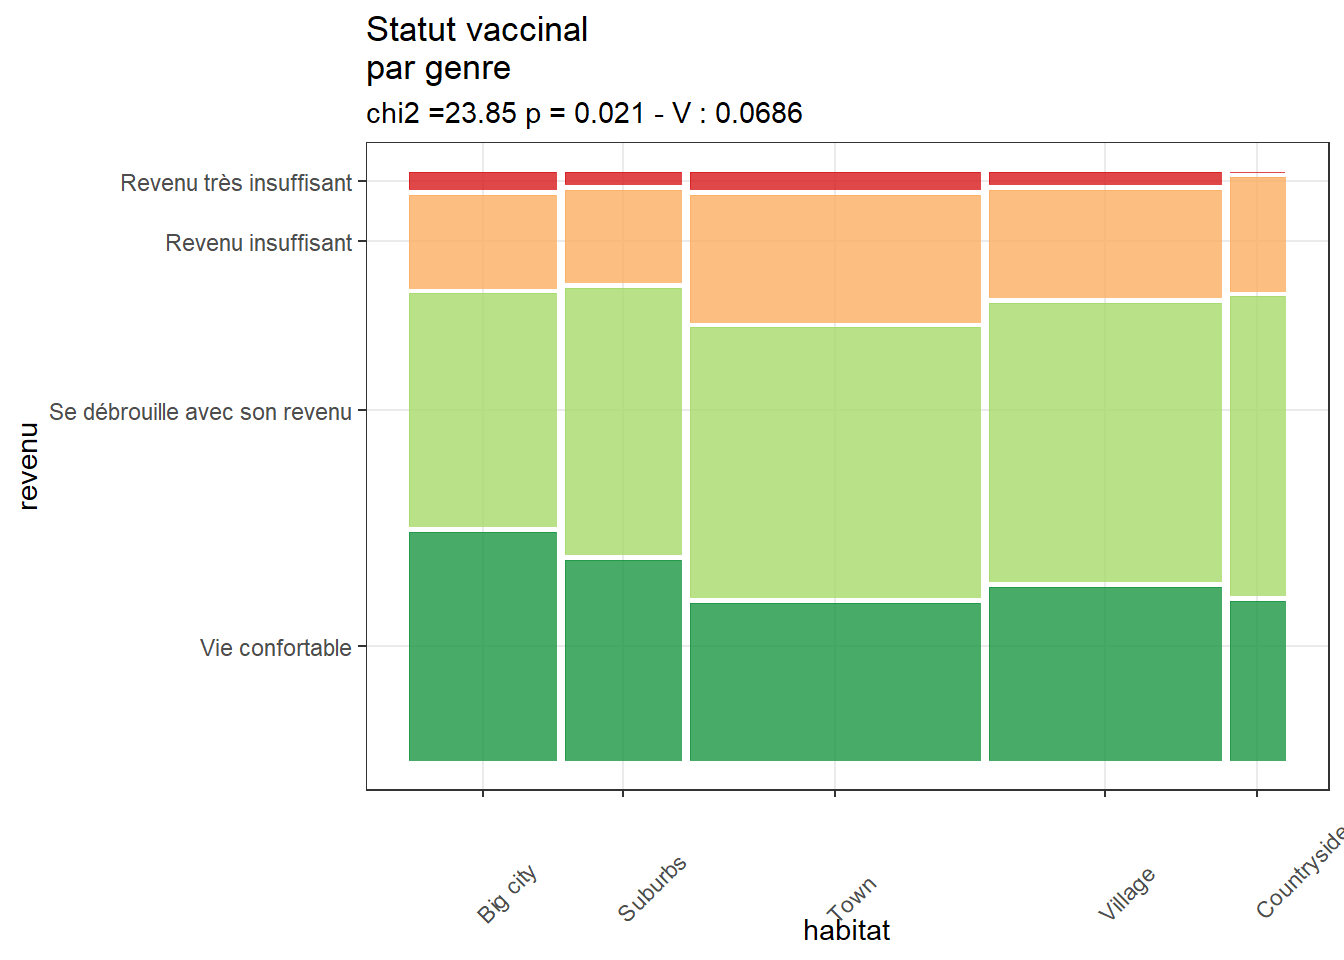 Statut vaccinal
par genre
chi2 =23.85 p = 0.021 - V : 0.0686
Revenu très insuffisant
Revenu insuffisant
Se débrouille avec son revenu
Vie confortable
revenu
Big city
Suburbs
Town
Village
Countryside
habitat